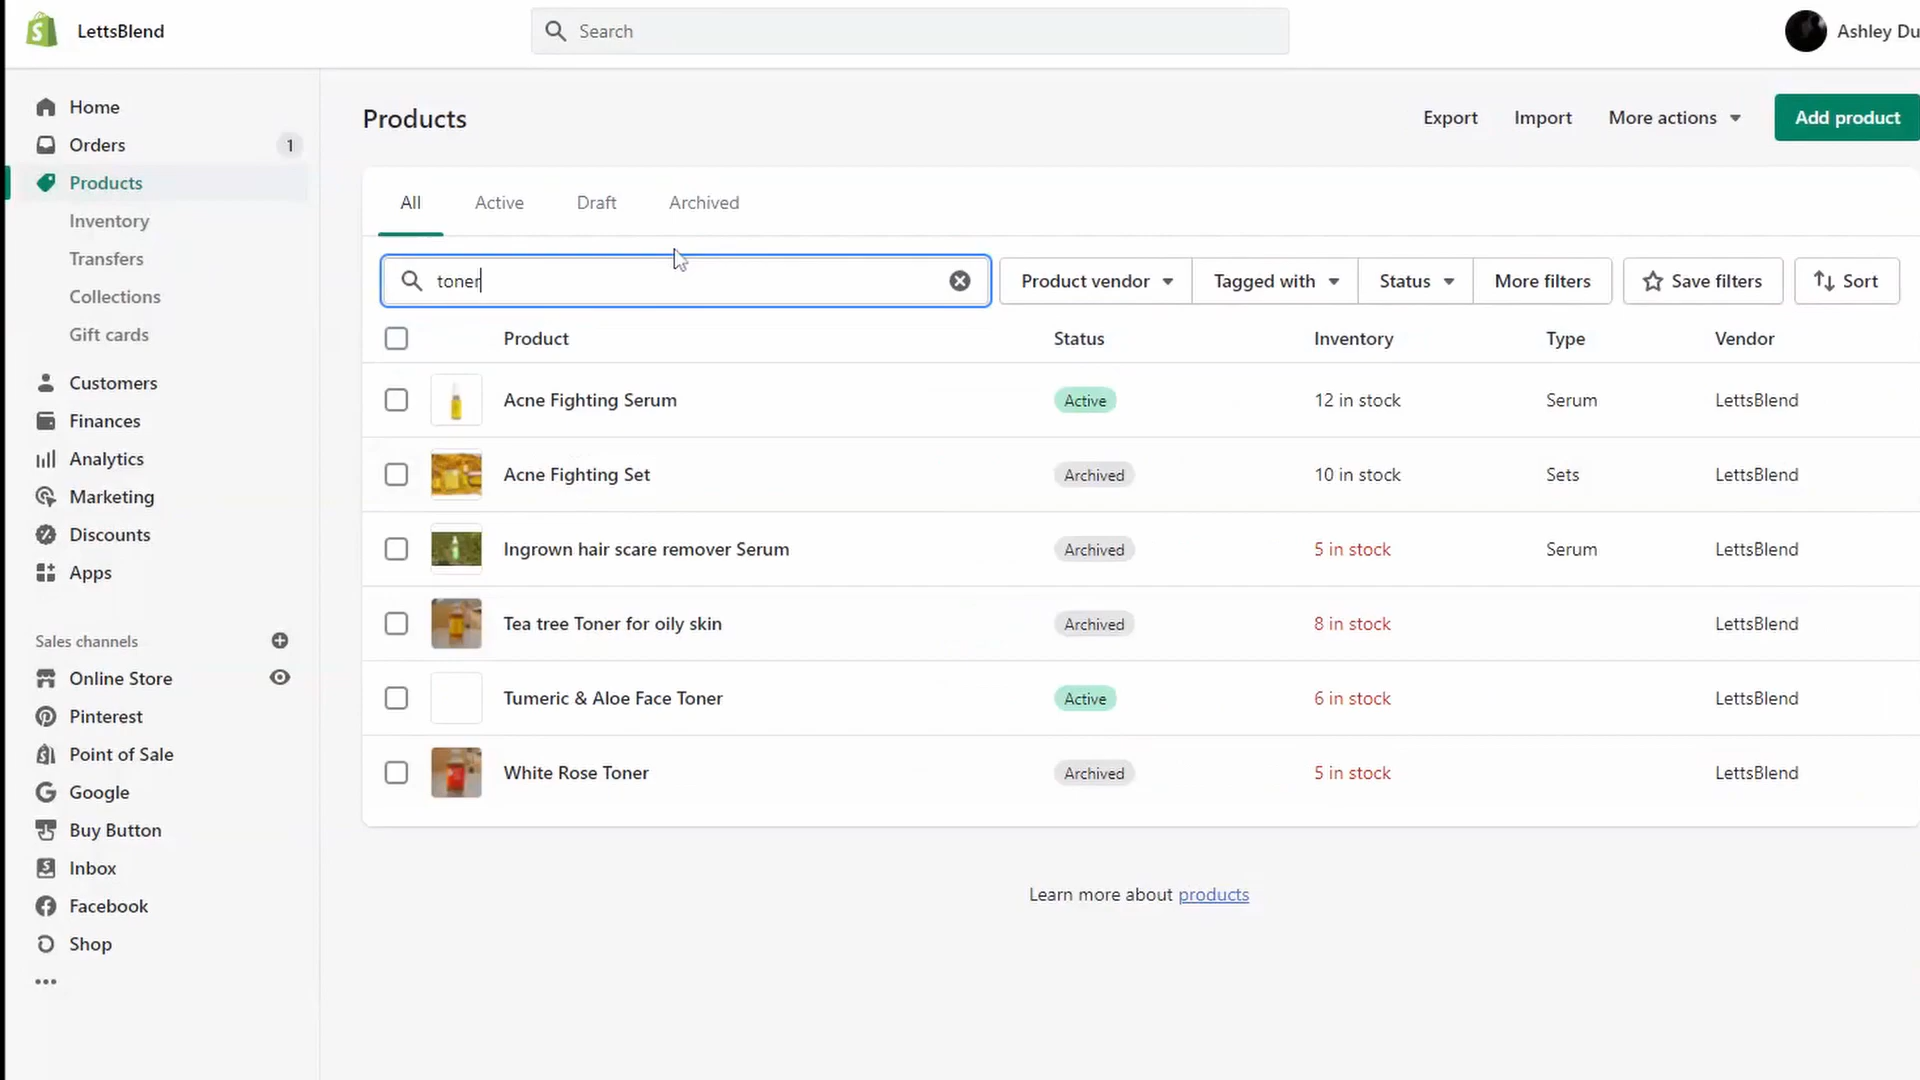 LettsBlend
Search
Ashley Du
Home
Orders 1
Products
Inventory
Transfers
Collections
Gift cards
Customers
Finances
Analytics
Marketing
Discounts
Apps
Sales channels
Online Store
Pinterest
Point of Sale
Google
Buy Button
Inbox
Facebook
Shop
Products
Export Import More actions Add product
All Active Draft Archived
toner Product vendor Tagged with Status More filters Save filters Sort
Product Status Inventory Type Vendor
Acne Fighting Serum Active 12 in stock Serum LettsBlend
Acne Fighting Set Archived 10 in stock Sets LettsBlend
Ingrown hair scare remover Serum Archived 5 in stock Serum LettsBlend
Tea tree Toner for oily skin Archived 8 in stock LettsBlend
Tumeric & Aloe Face Toner Active 6 in stock LettsBlend
White Rose Toner Archived 5 in stock LettsBlend
Learn more about products